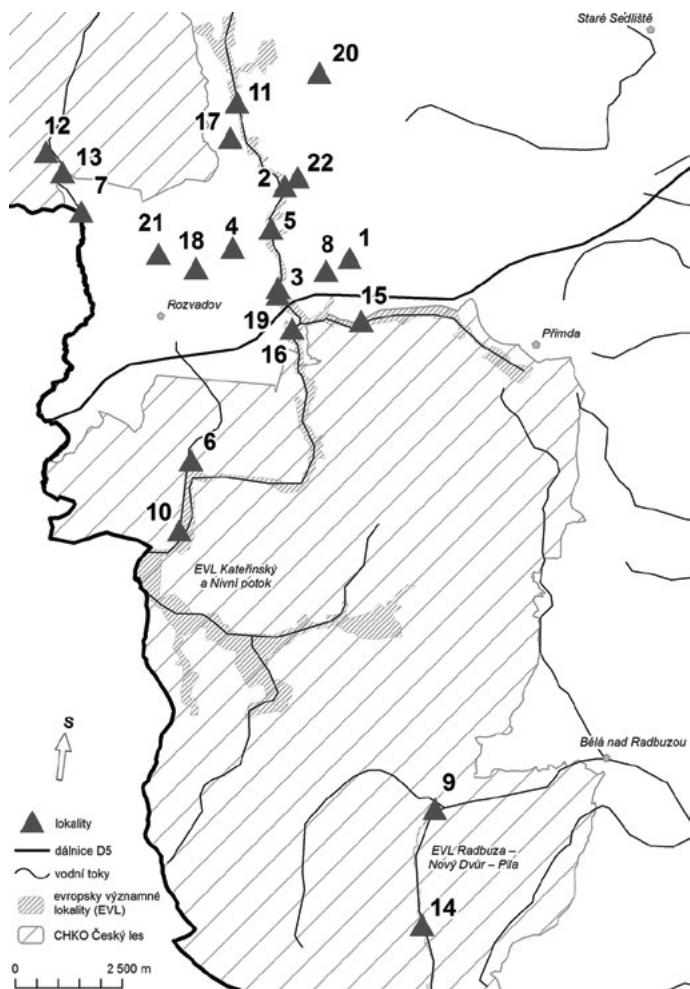 Staré Sedliště
20
11
12
17
13
22
2
7
5
21
4
18
8
1
3
15
Rozvadov
19
Přimda
16
6
10
EVL Kateřinský
a Nivní potok
S
Bělá nad Radbuzou
9
EVL Radbuza –
Nový Dvůr – Pila
14
lokality
dálnice D5
vodní toky
evropsky významné
lokality (EVL)
CHKO Český les
0 2 500 m